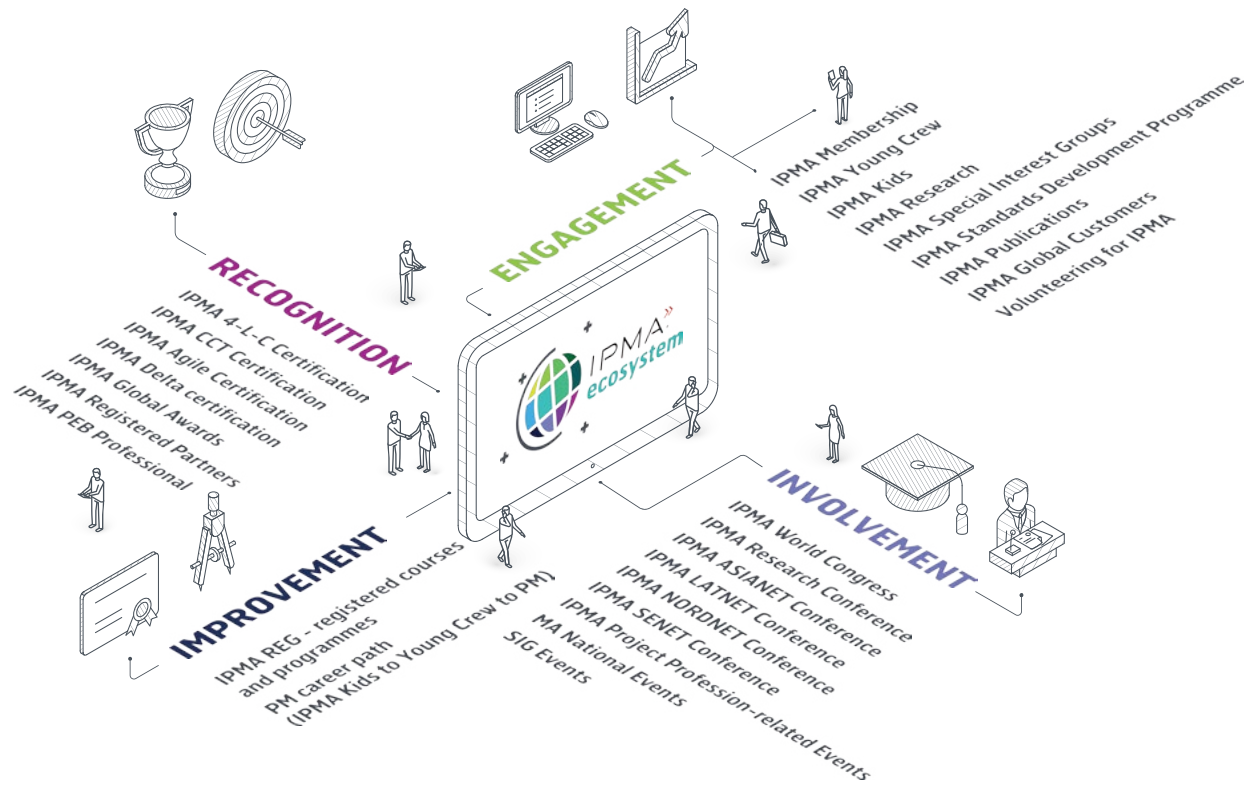 RECOGNITION
IPMA 4-L-C Certification
IPMA CCT Certification
IPMA Agile Certification
IPMA Delta certification
IPMA Global Awards
IPMA Registered Partners
IPMA PEB Professional
ENGAGEMENT
IPMA Membership
IPMA Young Crew
IPMA Kids
IPMA Research
IPMA Special Interest Groups
IPMA Standards Development Programme
IPMA Publications
IPMA Global Customers
Volunteering for IPMA
IPMA
ecosystem
IMPROVEMENT
IPMA REG - registered courses
and programmes
PM career path
(IPMA Kids to Young Crew to PM)
INVOLVEMENT
IPMA World Congress
IPMA Research Conference
IPMA ASIANET Conference
IPMA LATNET Conference
IPMA NORDNET Conference
IPMA SENET Conference
IPMA Project Profession-related Events
MA National Events
SIG Events